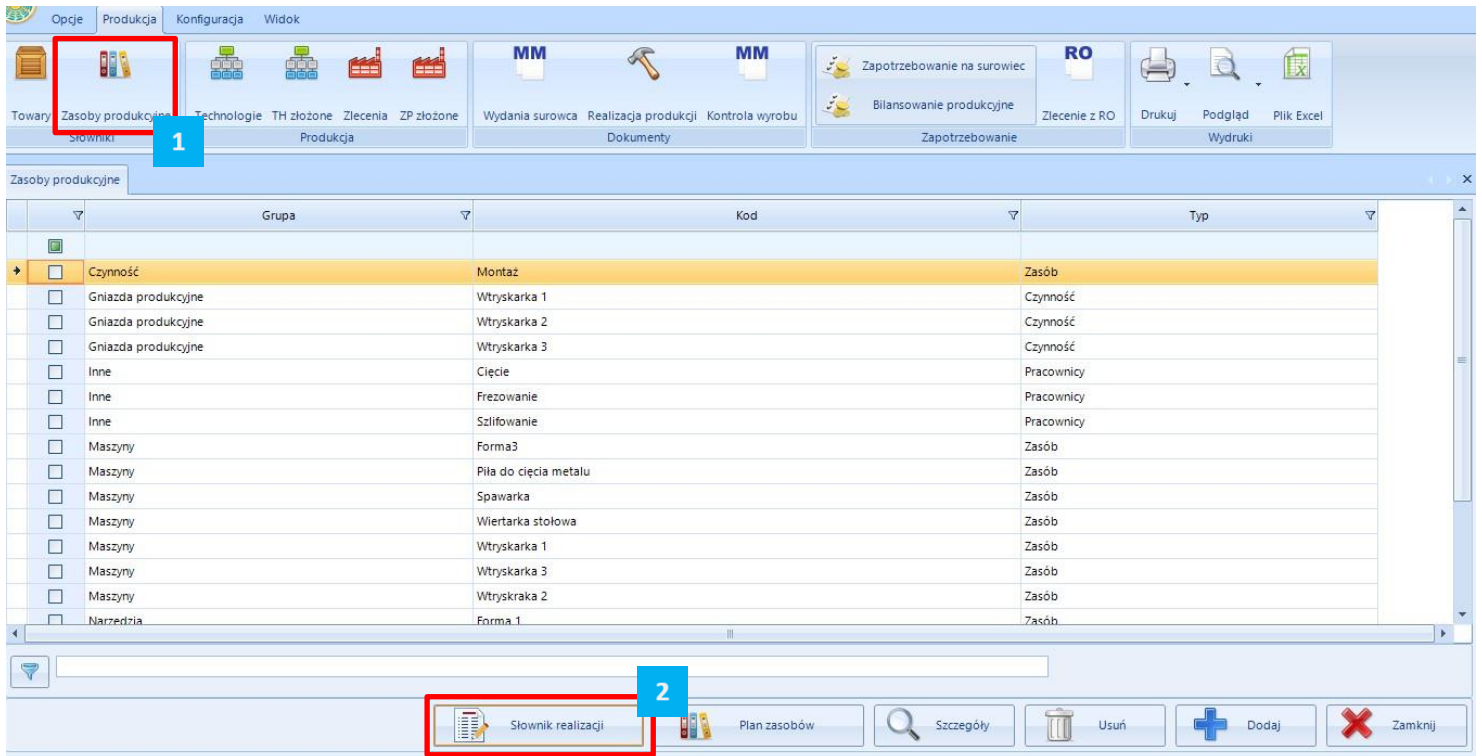 Opcje Produkcja Konfiguracja Widok
MM MM RO
Zapotrzebowanie na surowiec
Bilansowanie produkcyjne
Towary Zasoby produkcyjne Technologie TH złożone Zlecenia ZP złożone Wydania surowca Realizacja produkcji Kontrola wyrobu Zlecenie z RO Drukuj Podgląd Plik Excel
Słowniki Produkcja Dokumenty Zapotrzebowanie Wydruki
1
Zasoby produkcyjne
Grupa Kod Typ
Czynność Montaż Zasób
Gniazda produkcyjne Wtryskarka 1 Czynność
Gniazda produkcyjne Wtryskarka 2 Czynność
Gniazda produkcyjne Wtryskarka 3 Czynność
Inne Cięcie Pracownicy
Inne Frezowanie Pracownicy
Inne Szlifowanie Pracownicy
Maszyny Forma3 Zasób
Maszyny Piła do cięcia metalu Zasób
Maszyny Spawarka Zasób
Maszyny Wiertarka stołowa Zasób
Maszyny Wtryskarka 1 Zasób
Maszyny Wtryskarka 3 Zasób
Maszyny Wtryskraka 2 Zasób
Narzędzia Forma 1 Zasób
2
Słownik realizacji Plan zasobów Szczegóły Usuń Dodaj Zamknij